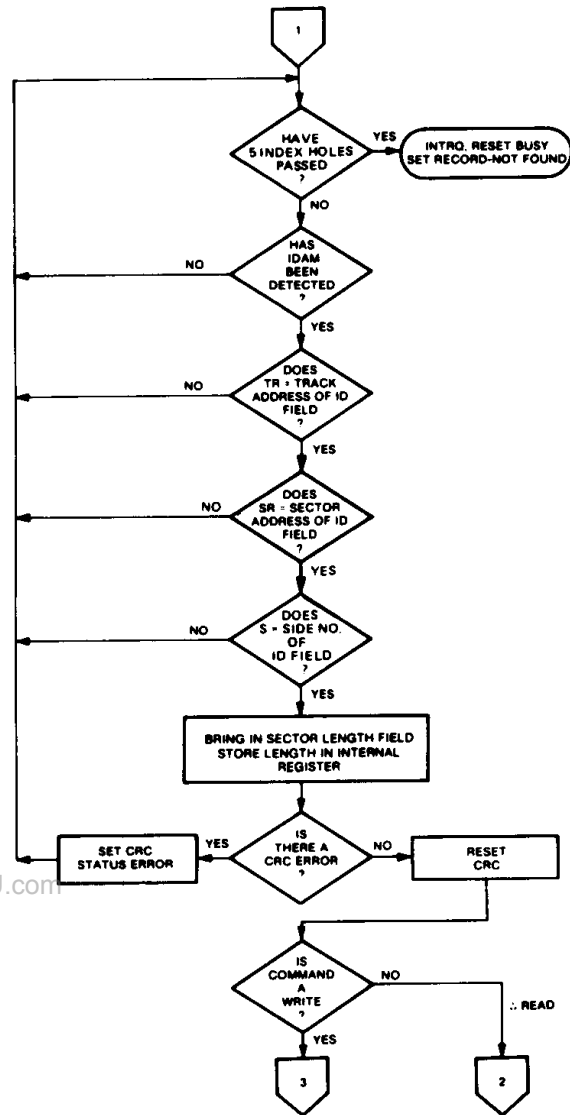 1
HAVE
5 INDEX HOLES
PASSED
?
YES
INTRQ. RESET BUSY
SET RECORD-NOT FOUND
NO
HAS
IDAM
BEEN
DETECTED
?
NO
YES
DOES
TR = TRACK
ADDRESS OF ID
FIELD
?
NO
YES
DOES
SR = SECTOR
ADDRESS OF ID
FIELD
?
NO
YES
DOES
S = SIDE NO.
OF
ID FIELD
?
NO
YES
BRING IN SECTOR LENGTH FIELD
STORE LENGTH IN INTERNAL
REGISTER
IS
THERE A
CRC ERROR
?
YES
SET CRC
STATUS ERROR
NO
RESET
CRC
.com
IS
COMMAND
A
WRITE
?
NO
∴ READ
YES
3
2